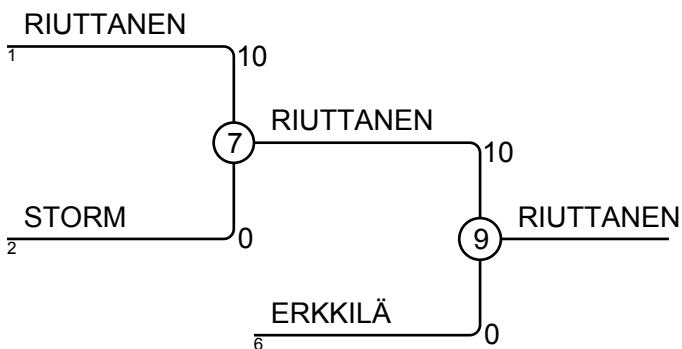 RIUTTANEN
1
10
7
RIUTTANEN
10
STORM
2
0
9
RIUTTANEN
ERKKILÄ
6
0